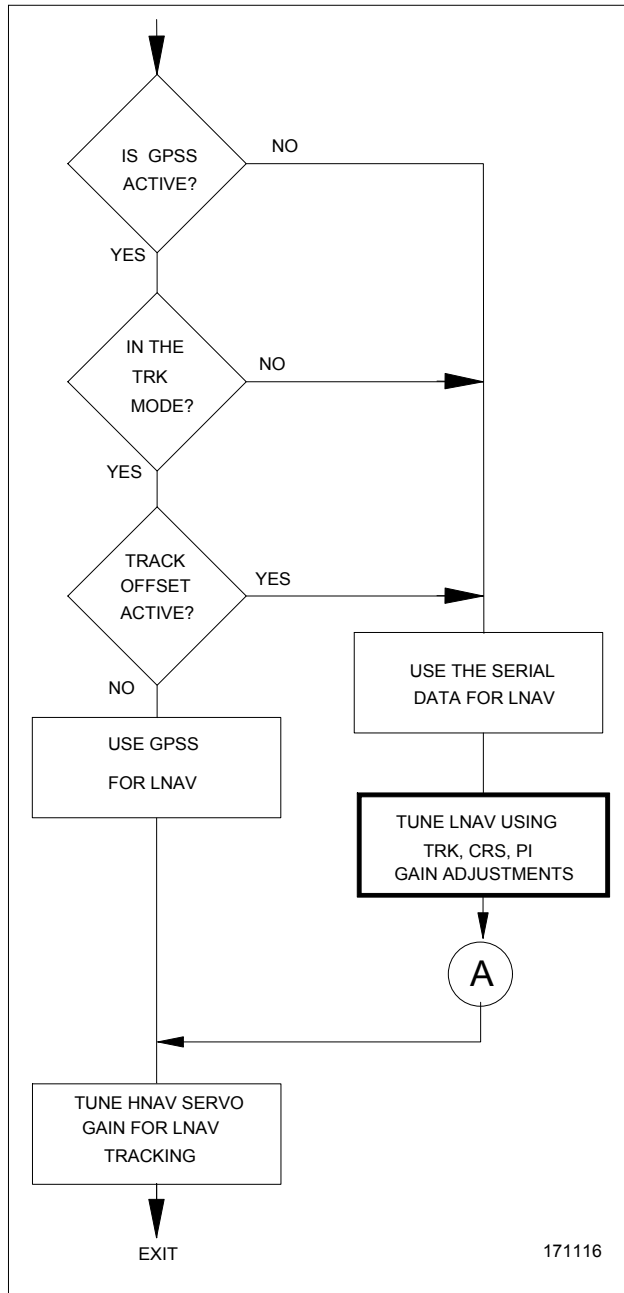 IS GPSS
ACTIVE?
NO
YES
IN THE
TRK
MODE?
NO
YES
TRACK
OFFSET
ACTIVE?
YES
NO
USE THE SERIAL
DATA FOR LNAV
USE GPSS
FOR LNAV
TUNE LNAV USING
TRK, CRS, PI
GAIN ADJUSTMENTS
A
TUNE HNAV SERVO
GAIN FOR LNAV
TRACKING
EXIT
171116